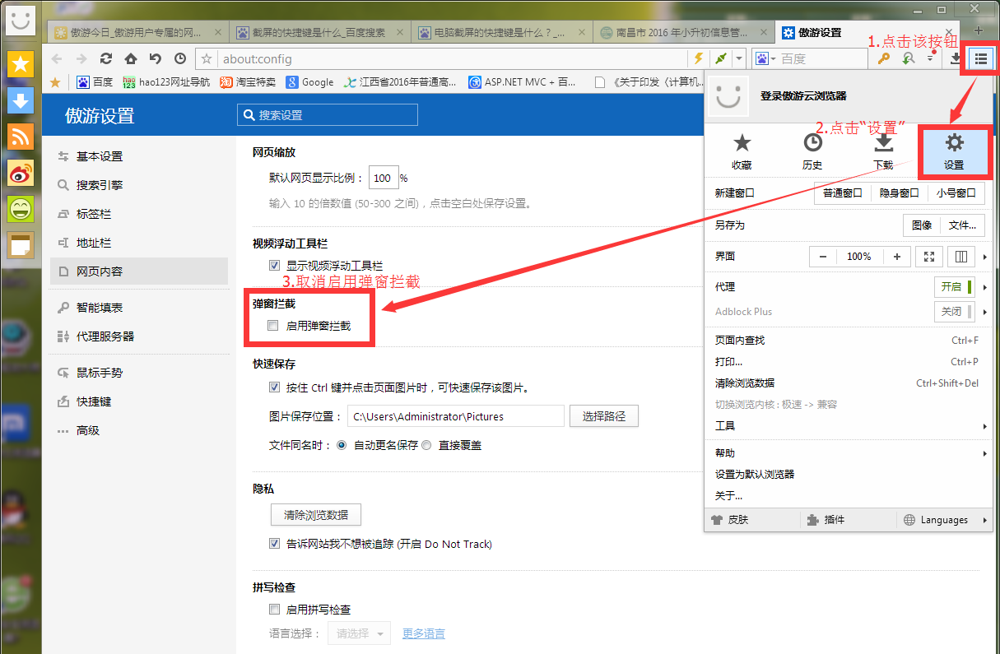 傲游今日_傲游用户专属的网...
截屏的快捷键是什么_百度搜索
电脑截屏的快捷键是什么？_...
南昌市 2016 年小升初信息管...
傲游设置
1.点击该按钮
about:config
百度
百度
hao123网址导航
淘宝特卖
Google
江西省2016年普通高...
ASP.NET MVC + 百...
《关于印发〈计算机...
傲游设置
搜索设置
登录傲游云浏览器
2.点击“设置”
收藏
历史
下载
设置
新建窗口
普通窗口
隐身窗口
小号窗口
另存为
图像
文件...
界面
100%
代理
开启
Adblock Plus
关闭
页面内查找
Ctrl+F
打印...
Ctrl+P
清除浏览数据
Ctrl+Shift+Del
切换浏览内核 : 极速 -> 兼容
工具
帮助
设置为默认浏览器
关于...
皮肤
插件
Languages
基本设置
搜索引擎
标签栏
地址栏
网页内容
智能填表
代理服务器
鼠标手势
快捷键
高级
网页缩放
默认网页显示比例： 100 %
输入 10 的倍数值 (50-300 之间)，点击空白处保存设置。
视频浮动工具栏
显示视频浮动工具栏
3.取消启用弹窗拦截
弹窗拦截
启用弹窗拦截
快速保存
按住 Ctrl 键并点击页面图片时，可快速保存该图片。
图片保存位置： C:\Users\Administrator\Pictures 选择路径
文件同名时： 自动更名保存 直接覆盖
隐私
清除浏览数据
告诉网站我不想被追踪 (开启 Do Not Track)
拼写检查
启用拼写检查
语言选择： 请选择 更多语言